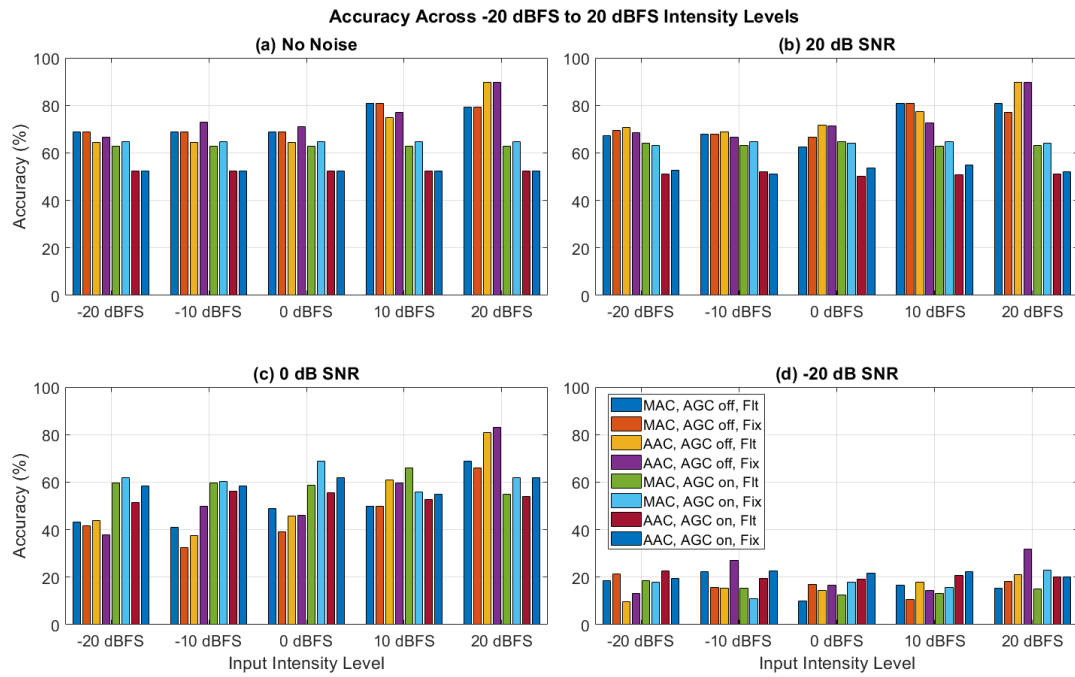 Accuracy Across -20 dBFS to 20 dBFS Intensity Levels
(a) No Noise
Accuracy (%)
100
80
60
40
20
0
-20 dBFS
-10 dBFS
0 dBFS
10 dBFS
20 dBFS
(b) 20 dB SNR
100
80
60
40
20
0
-20 dBFS
-10 dBFS
0 dBFS
10 dBFS
20 dBFS
(c) 0 dB SNR
Accuracy (%)
100
80
60
40
20
0
-20 dBFS
-10 dBFS
0 dBFS
10 dBFS
20 dBFS
Input Intensity Level
(d) -20 dB SNR
100
80
60
40
20
0
MAC, AGC off, Flt
MAC, AGC off, Fix
AAC, AGC off, Flt
AAC, AGC off, Fix
MAC, AGC on, Flt
MAC, AGC on, Fix
AAC, AGC on, Flt
AAC, AGC on, Fix
-20 dBFS
-10 dBFS
0 dBFS
10 dBFS
20 dBFS
Input Intensity Level